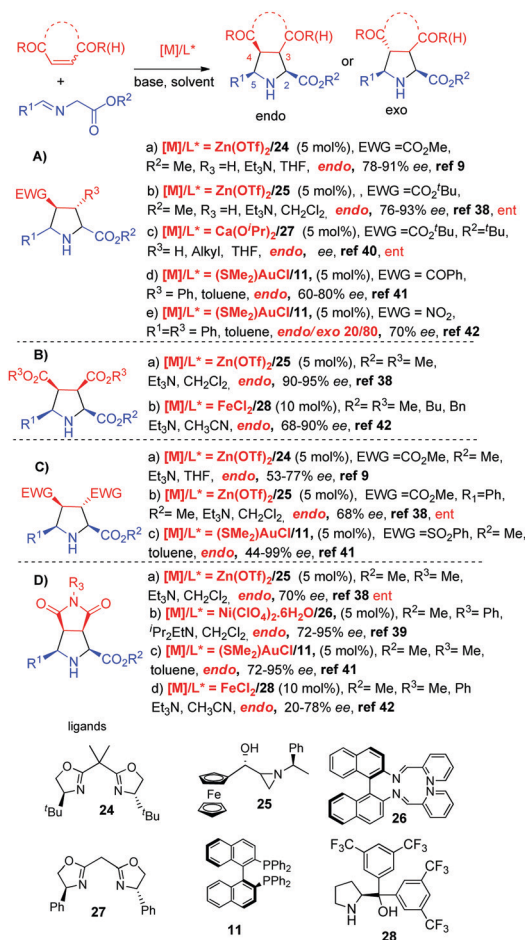 RO(R) COR(H)
RO(R) COR(H)
ROC COR(H)
[M]/L*
4 3
+
base, solvent
or
R¹ N CO₂R²
5 H 2
R¹ N CO₂R²
H
OR²
R¹ N O
endo
exo
A)
a) [M]/L* = Zn(OTf)₂/24 (5 mol%), EWG =CO₂Me,
R²= Me, R₃ =H, Et₃N, THF, endo, 78-91% ee, ref 9
EWG R³
R¹ N CO₂R²
H
b) [M]/L* = Zn(OTf)₂/25 (5 mol%), , EWG =CO₂ᵗBu,
R²= Me, R₃ =H, Et₃N, CH₂Cl₂, endo, 76-93% ee, ref 38, ent
c) [M]/L* = Ca(OⁱPr)₂/27 (5 mol%), EWG =CO₂ᵗBu, R²=ᵗBu,
R³= H, Alkyl, THF, endo, ee, ref 40, ent
d) [M]/L* = (SMe₂)AuCl/11, (5 mol%), EWG = COPh,
R³ = Ph, toluene, endo, 60-80% ee, ref 41
e) [M]/L* = (SMe₂)AuCl/11, (5 mol%), EWG = NO₂,
R¹=R³ = Ph, toluene, endo/exo 20/80, 70% ee, ref 42
B)
R³O₂C CO₂R³
R¹ N CO₂R²
H
a) [M]/L* = Zn(OTf)₂/25 (5 mol%), R²= R³= Me,
Et₃N, CH₂Cl₂, endo, 90-95% ee, ref 38
b) [M]/L* = FeCl₂/28 (10 mol%), R²= R³= Me, Bu, Bn
Et₃N, CH₃CN, endo, 68-90% ee, ref 42
C)
EWG EWG
R¹ N CO₂R²
H
a) [M]/L* = Zn(OTf)₂/24 (5 mol%), EWG =CO₂Me, R²= Me,
Et₃N, THF, endo, 53-77% ee, ref 9
b) [M]/L* = Zn(OTf)₂/25 (5 mol%), EWG =CO₂Me, R₁=Ph,
R²= Me, Et₃N, CH₂Cl₂, endo, 68% ee, ref 38, ent
c) [M]/L* = (SMe₂)AuCl/11, (5 mol%), EWG =SO₂Ph, R²= Me,
toluene, endo, 44-99% ee, ref 41
D)
R₃
O N O
R¹ N CO₂R²
H
a) [M]/L* = Zn(OTf)₂/25 (5 mol%), R²= Me, R³= Me,
Et₃N, CH₂Cl₂, endo, 70% ee, ref 38 ent
b) [M]/L* = Ni(ClO₄)₂.6H₂O/26, (5 mol%), R²= Me, R³= Ph,
ⁱPr₂EtN, CH₂Cl₂, endo, 72-95% ee, ref 39
c) [M]/L* = (SMe₂)AuCl/11, (5 mol%), R²= Me, R³= Me,
toluene, endo, 72-95% ee, ref 41
d) [M]/L* = FeCl₂/28 (10 mol%), R²= Me, R³= Me, Ph
Et₃N, CH₃CN, endo, 20-78% ee, ref 42
ligands
O O
N N
ᵗBu 24 ᵗBu
OH Ph
N
Fe
25
N N
N N
26
O O
N N
Ph Ph
27
PPh₂
PPh₂
11
CF₃
F₃C CF₃
CF₃
N
H OH
28 CF₃